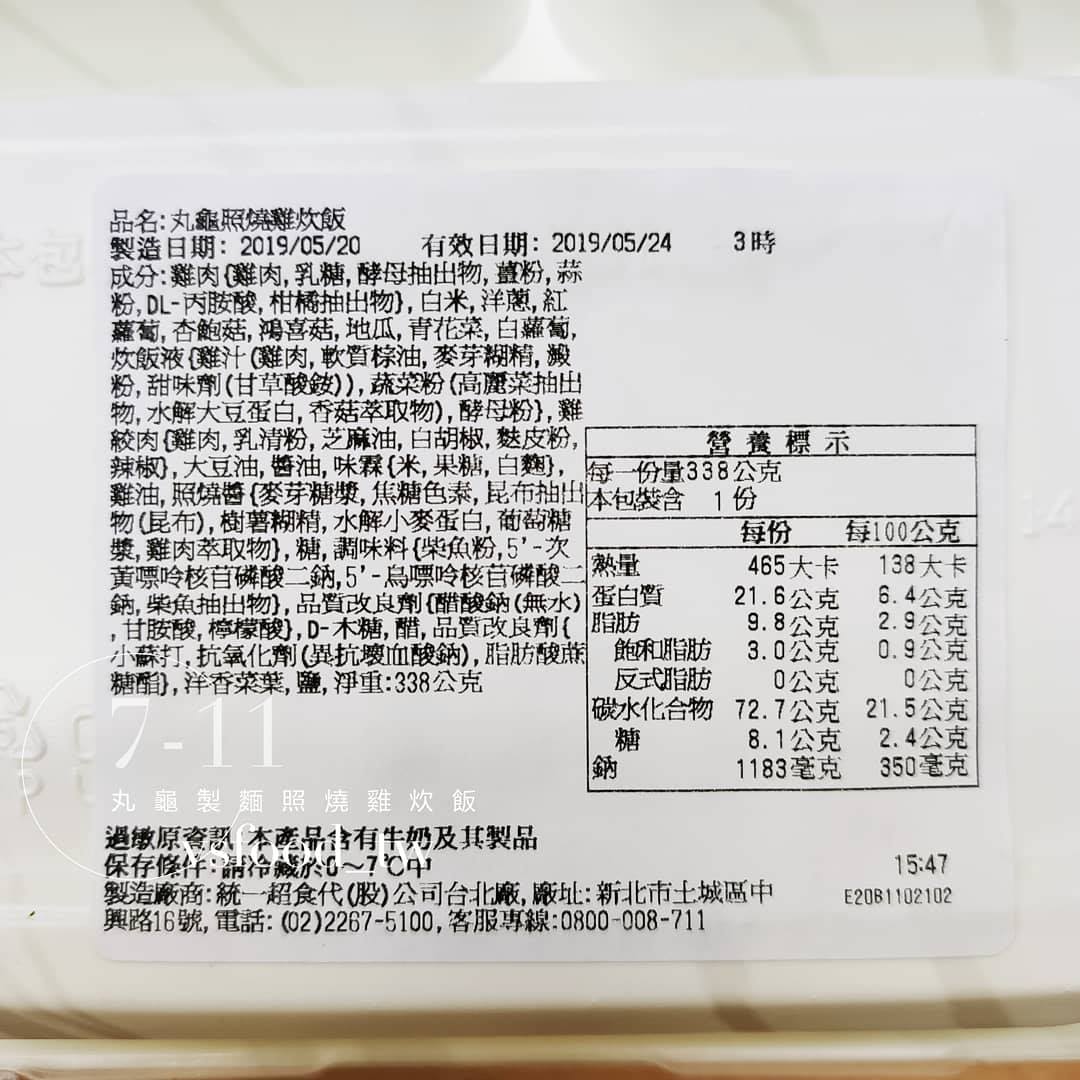 品名:丸龜照燒雞炊飯
製造日期: 2019/05/20 有效日期: 2019/05/24 3時
成分:雞肉{雞肉,乳糖,酵母抽出物,薑粉,蒜
粉,DL-丙胺酸,柑橘抽出物},白米,洋蔥,紅
蘿蔔,杏鮑菇,鴻喜菇,地瓜,青花菜,白蘿蔔,
炊飯液{雞汁(雞肉,軟質棕油,麥芽糊精,澱
粉,甜味劑(甘草酸銨)),蔬菜粉(高麗菜抽出
物,水解大豆蛋白,香菇萃取物),酵母粉},雞
絞肉{雞肉,乳清粉,芝麻油,白胡椒,麩皮粉,
辣椒},大豆油,醬油,味霖{米,果糖,白麴},
雞油,照燒醬{麥芽糖漿,焦糖色素,昆布抽出
物(昆布),樹薯糊精,水解小麥蛋白,葡萄糖
漿,雞肉萃取物},糖,調味料{柴魚粉,5'-次
黃嘌呤核苷磷酸二鈉,5'-鳥嘌呤核苷磷酸二
鈉,柴魚抽出物},品質改良劑{醋酸鈉(無水)
,甘胺酸,檸檬酸},D-木糖,醋,品質改良劑{
小蘇打,抗氧化劑(異抗壞血酸鈉),脂肪酸蔗
糖酯},洋香菜葉,鹽,淨重:338公克
營養標示
每一份量338公克
本包裝含 1份
每份 每100公克
熱量 465大卡 138大卡
蛋白質 21.6公克 6.4公克
脂肪 9.8公克 2.9公克
飽和脂肪 3.0公克 0.9公克
反式脂肪 0公克 0公克
碳水化合物 72.7公克 21.5公克
糖 8.1公克 2.4公克
鈉 1183毫克 350毫克
7-11
丸龜製麵照燒雞炊飯
vsfood_tw
過敏原資訊:本產品含有牛奶及其製品
保存條件:請冷藏於0~7℃中
製造廠商:統一超食代(股)公司台北廠,廠址:新北市土城區中
興路16號,電話:(02)2267-5100,客服專線:0800-008-711
15:47
E20B1102102